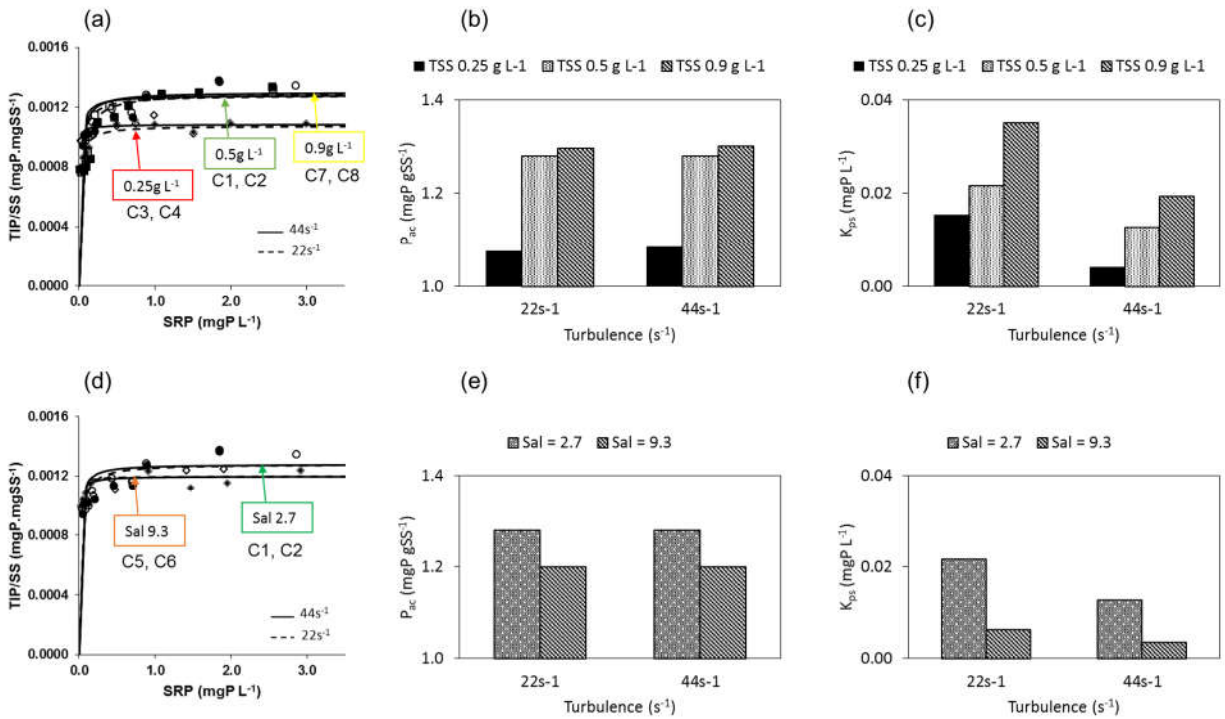 (a)
TIP/SS (mgP.mgSS⁻¹)
0.0016
0.0012
0.0008
0.0004
0.0000
0.5g L⁻¹
0.9g L⁻¹
C1, C2
C7, C8
0.25g L⁻¹
C3, C4
44s⁻¹
22s⁻¹
0.0
1.0
2.0
3.0
SRP (mgP L⁻¹)
(b)
TSS 0.25 g L-1
TSS 0.5 g L-1
TSS 0.9 g L-1
P_ac (mgP gSS⁻¹)
1.4
1.2
1.0
22s-1
44s-1
Turbulence (s⁻¹)
(c)
TSS 0.25 g L-1
TSS 0.5 g L-1
TSS 0.9 g L-1
K_ps (mgP L⁻¹)
0.04
0.02
0.00
22s-1
44s-1
Turbulence (s⁻¹)
(d)
TIP/SS (mgP.mgSS⁻¹)
0.0016
0.0012
0.0008
0.0004
0.0000
Sal 9.3
Sal 2.7
C5, C6
C1, C2
44s⁻¹
22s⁻¹
0.0
1.0
2.0
3.0
SRP (mgP L⁻¹)
(e)
Sal = 2.7
Sal = 9.3
P_ac (mgP gSS⁻¹)
1.4
1.2
1.0
22s-1
44s-1
Turbulence (s⁻¹)
(f)
Sal = 2.7
Sal = 9.3
K_ps (mgP L⁻¹)
0.04
0.02
0.00
22s-1
44s-1
Turbulence (s⁻¹)